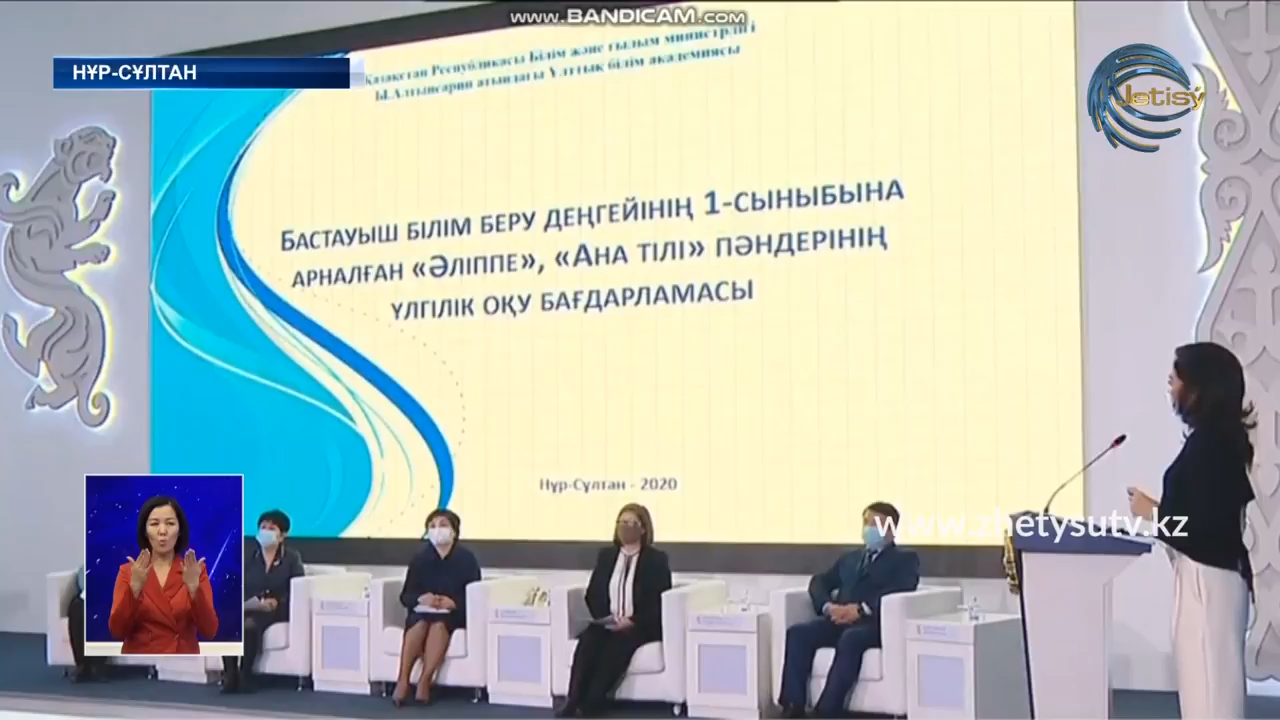 www.BANDICAM.com
НҰР-СҰЛТАН
Jetisý
Қазақстан Республикасы Білім және ғылым министрлігі
Ы.Алтынсарин атындағы Ұлттық білім академиясы
БАСТАУЫШ БІЛІМ БЕРУ ДЕҢГЕЙІНІҢ 1-СЫНЫБЫНА
АРНАЛҒАН «ӘЛІППЕ», «АНА ТІЛІ» ПӘНДЕРІНІҢ
ҮЛГІЛІК ОҚУ БАҒДАРЛАМАСЫ
Нұр-Сұлтан - 2020
www.zhetysutv.kz